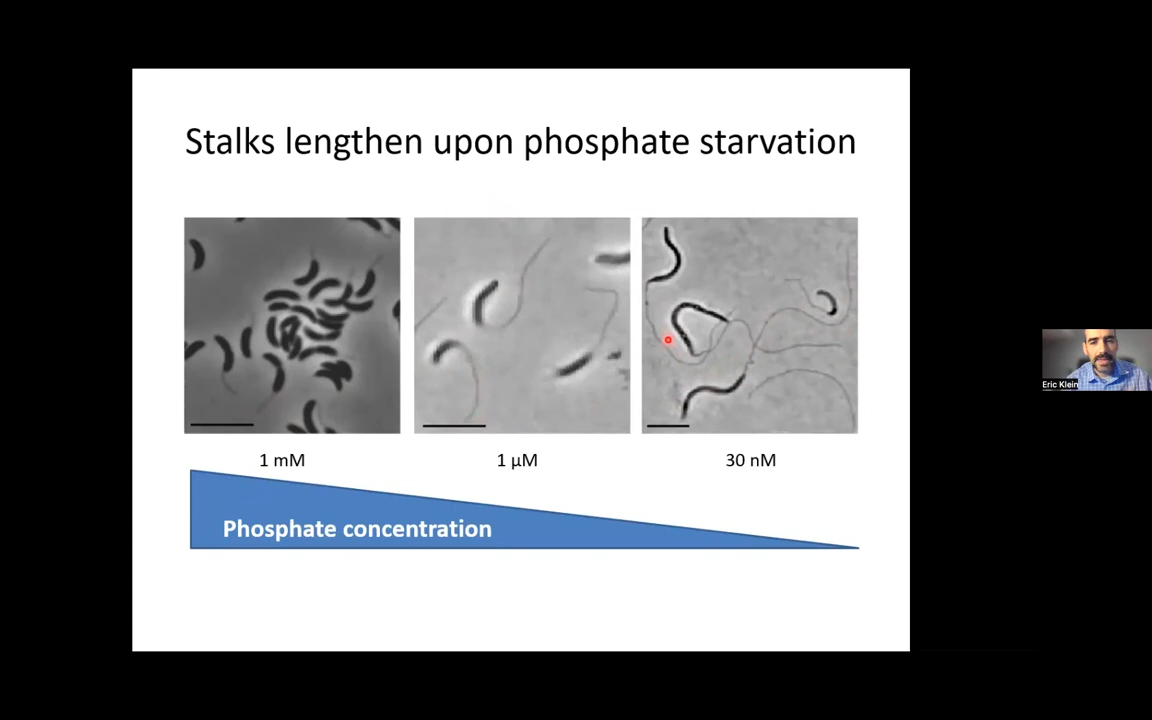 Stalks lengthen upon phosphate starvation
1 mM
1 µM
30 nM
Phosphate concentration
Eric Klein